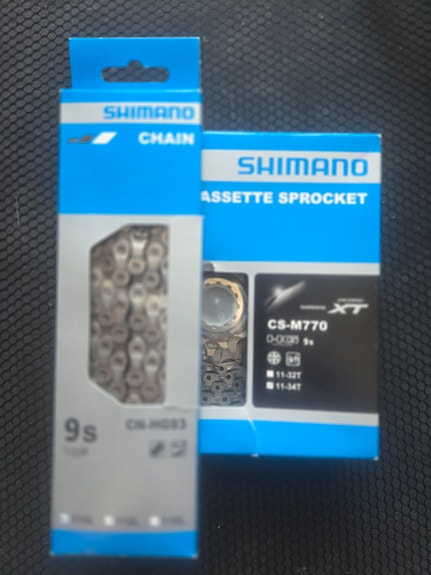 SHIMANO
CHAIN
9s
CN-HG93
SHIMANO
ASSETTE SPROCKET
XT
CS-M770
9s
11-32T
11-34T